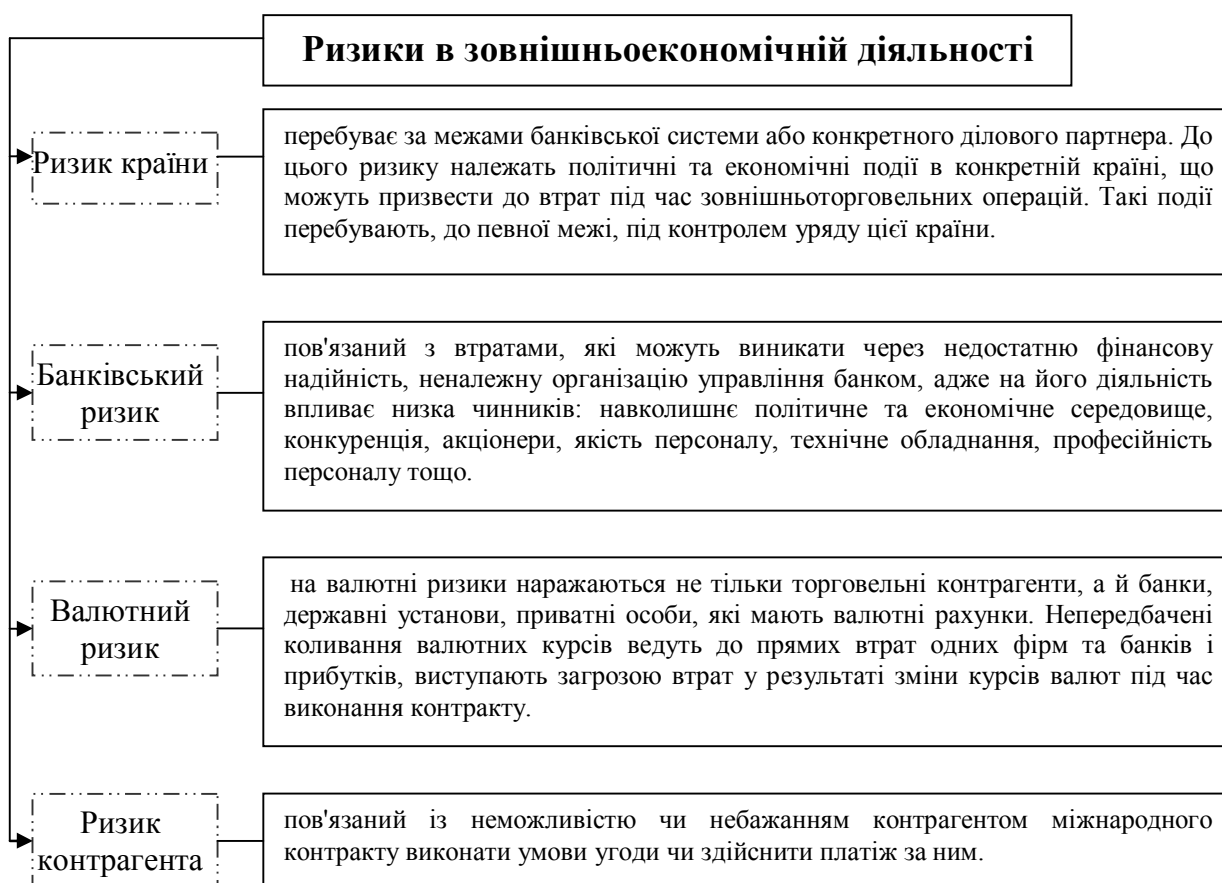 Ризики в зовнішньоекономічній діяльності
Ризик країни
перебуває за межами банківської системи або конкретного ділового партнера. До
цього ризику належать політичні та економічні події в конкретній країні, що
можуть призвести до втрат під час зовнішньоторговельних операцій. Такі події
перебувають, до певної межі, під контролем уряду цієї країни.
Банківський
ризик
пов'язаний з втратами, які можуть виникати через недостатню фінансову
надійність, неналежну організацію управління банком, адже на його діяльність
впливає низка чинників: навколишнє політичне та економічне середовище,
конкуренція, акціонери, якість персоналу, технічне обладнання, професійність
персоналу тощо.
Валютний
ризик
на валютні ризики наражаються не тільки торговельні контрагенти, а й банки,
державні установи, приватні особи, які мають валютні рахунки. Непередбачені
коливання валютних курсів ведуть до прямих втрат одних фірм та банків і
прибутків, виступають загрозою втрат у результаті зміни курсів валют під час
виконання контракту.
Ризик
контрагента
пов'язаний із неможливістю чи небажанням контрагентом міжнародного
контракту виконати умови угоди чи здійснити платіж за ним.